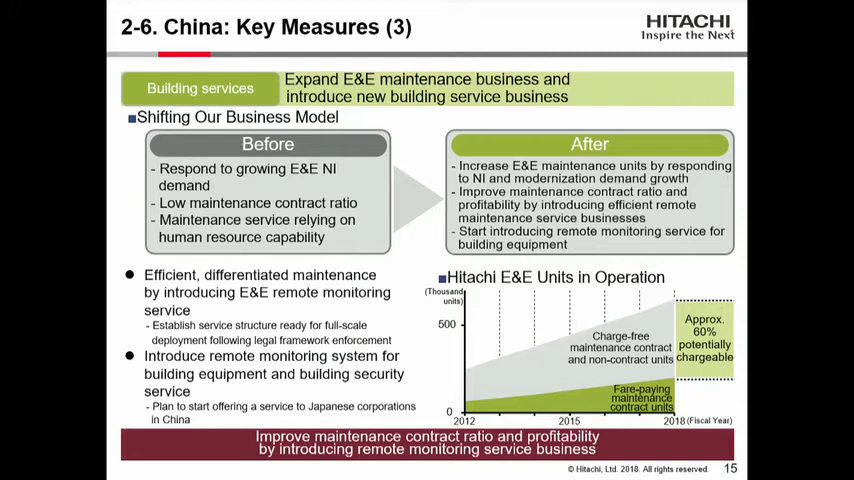 2-6. China: Key Measures (3)
HITACHI
Inspire the Next
Building services
Expand E&E maintenance business and
introduce new building service business
■Shifting Our Business Model
Before
- Respond to growing E&E NI
demand
- Low maintenance contract ratio
- Maintenance service relying on
human resource capability
After
- Increase E&E maintenance units by responding
to NI and modernization demand growth
- Improve maintenance contract ratio and
profitability by introducing efficient remote
maintenance service businesses
- Start introducing remote monitoring service for
building equipment
● Efficient, differentiated maintenance
by introducing E&E remote monitoring
service
- Establish service structure ready for full-scale
deployment following legal framework enforcement
● Introduce remote monitoring system for
building equipment and building security
service
- Plan to start offering a service to Japanese corporations
in China
■Hitachi E&E Units in Operation
(Thousand
units)
500
0
Charge-free
maintenance contract
and non-contract units
Fare-paying
maintenance
contract units
Approx.
60%
potentially
chargeable
2012 2015 2018 (Fiscal Year)
Improve maintenance contract ratio and profitability
by introducing remote monitoring service business
© Hitachi, Ltd. 2018. All rights reserved. 15